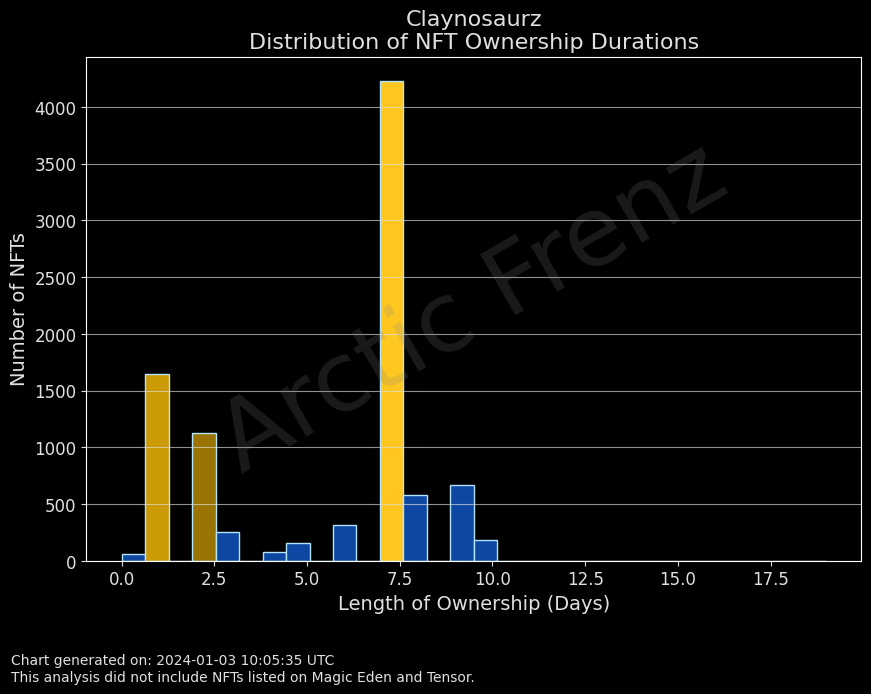 Claynosaurz
Distribution of NFT Ownership Durations
Number of NFTs
4000
3500
3000
2500
2000
1500
1000
500
0
Arctic Frenz
0.0 2.5 5.0 7.5 10.0 12.5 15.0 17.5
Length of Ownership (Days)
Chart generated on: 2024-01-03 10:05:35 UTC
This analysis did not include NFTs listed on Magic Eden and Tensor.